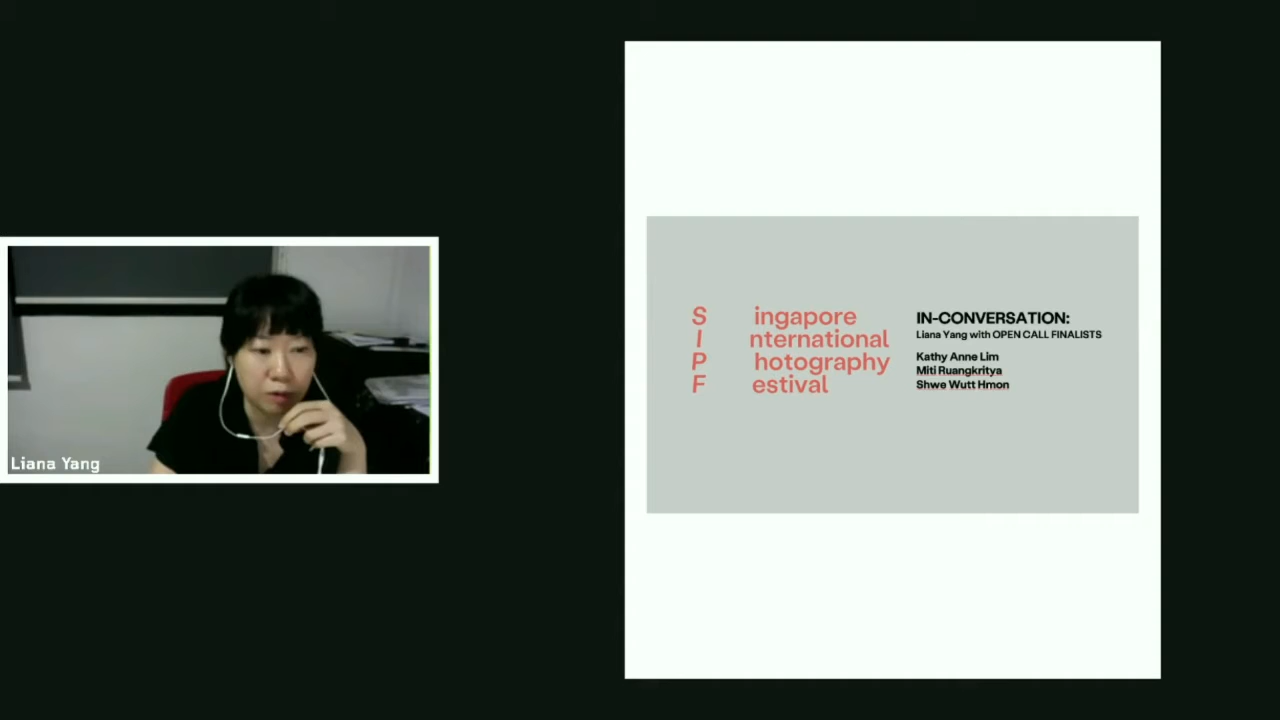 Liana Yang
S ingapore
I nternational
P hotography
F estival
IN-CONVERSATION:
Liana Yang with OPEN CALL FINALISTS
Kathy Anne Lim
Miti Ruangkritya
Shwe Wutt Hmon